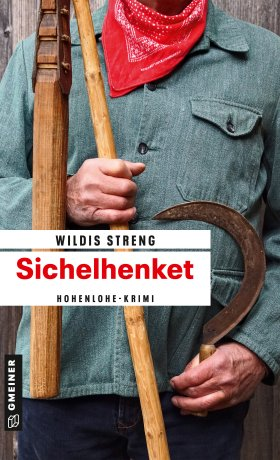 WILDIS STRENG
Sichelhenket
HOHENLOHE-KRIMI
GMEINER